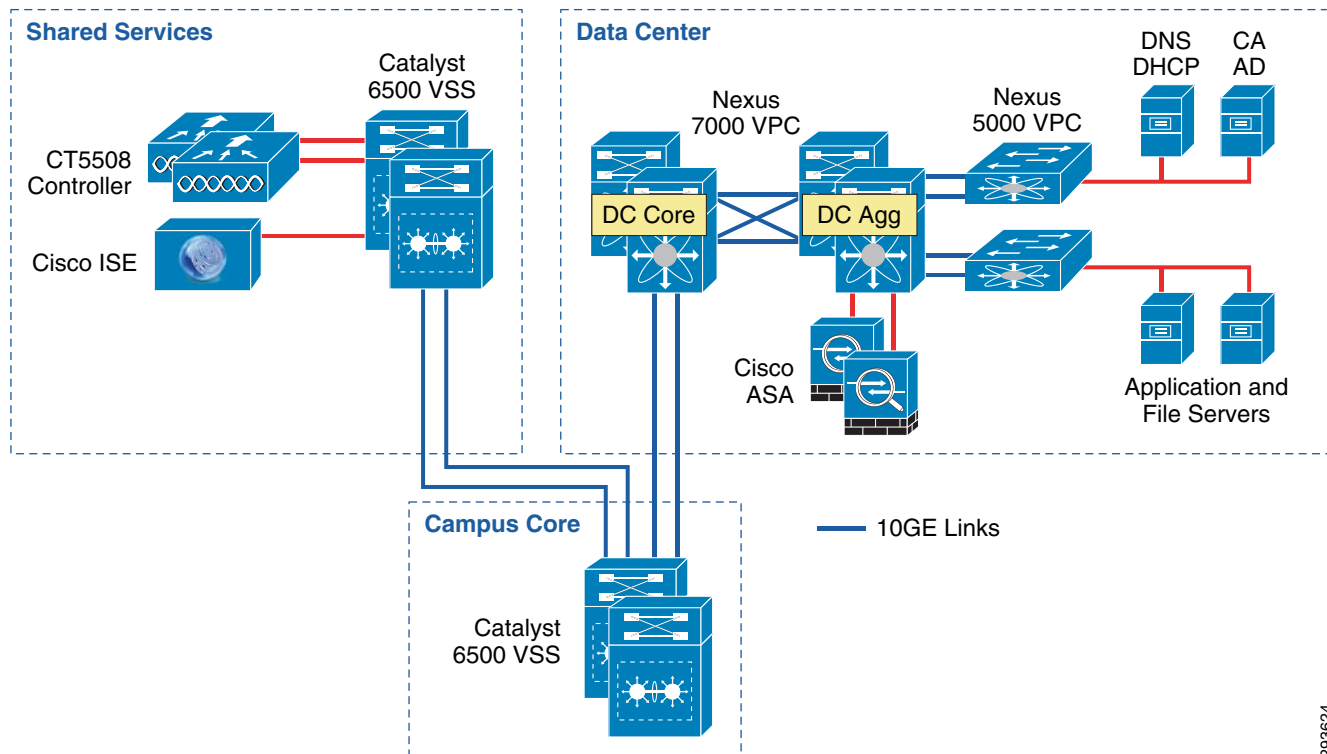 Shared Services
Catalyst
6500 VSS
CT5508
Controller
Cisco ISE
Data Center
Nexus
7000 VPC
Nexus
5000 VPC
DNS
DHCP
CA
AD
DC Core
DC Agg
Cisco
ASA
Application and
File Servers
Campus Core
Catalyst
6500 VSS
10GE Links
293624